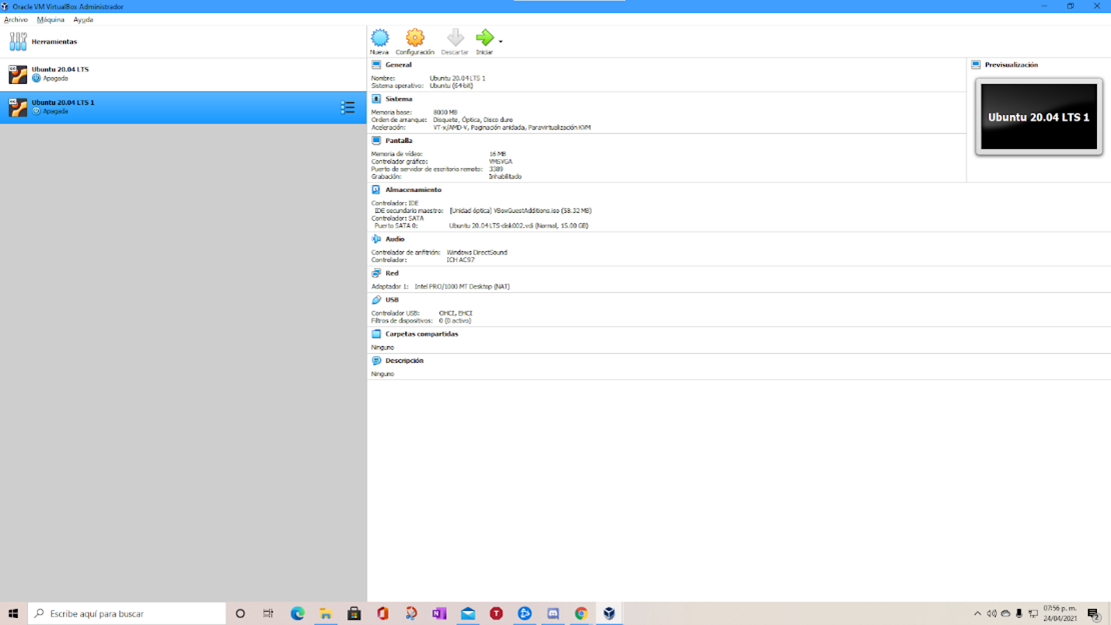 Oracle VM VirtualBox Administrador
Archivo Máquina Ayuda
Herramientas
Ubuntu 20.04 LTS
Apagada
Ubuntu 20.04 LTS 1
Apagada
Nueva Configuración Descartar Iniciar
General
Nombre: Ubuntu 20.04 LTS 1
Sistema operativo: Ubuntu (64-bit)
Sistema
Memoria base: 8000 MB
Orden de arranque: Disquete, Óptica, Disco duro
Aceleración: VT-x/AMD-V, Paginación anidada, Paravirtualización KVM
Pantalla
Memoria de vídeo: 16 MB
Controlador gráfico: VMSVGA
Puerto de servidor de escritorio remoto: 3389
Grabación: Inhabilitado
Almacenamiento
Controlador: IDE
IDE secundario maestro: [Unidad óptica] VBoxGuestAdditions.iso (58.32 MB)
Controlador: SATA
Puerto SATA 0: Ubuntu 20.04 LTS-disk002.vdi (Normal, 15.00 GB)
Audio
Controlador de anfitrión: Windows DirectSound
Controlador: ICH AC97
Red
Adaptador 1: Intel PRO/1000 MT Desktop (NAT)
USB
Controlador USB: OHCI, EHCI
Filtros de dispositivos: 0 (0 activo)
Carpetas compartidas
Ninguno
Descripción
Ninguno
Previsualización
Ubuntu 20.04 LTS 1
Escribe aquí para buscar
07:56 p. m.
24/04/2021